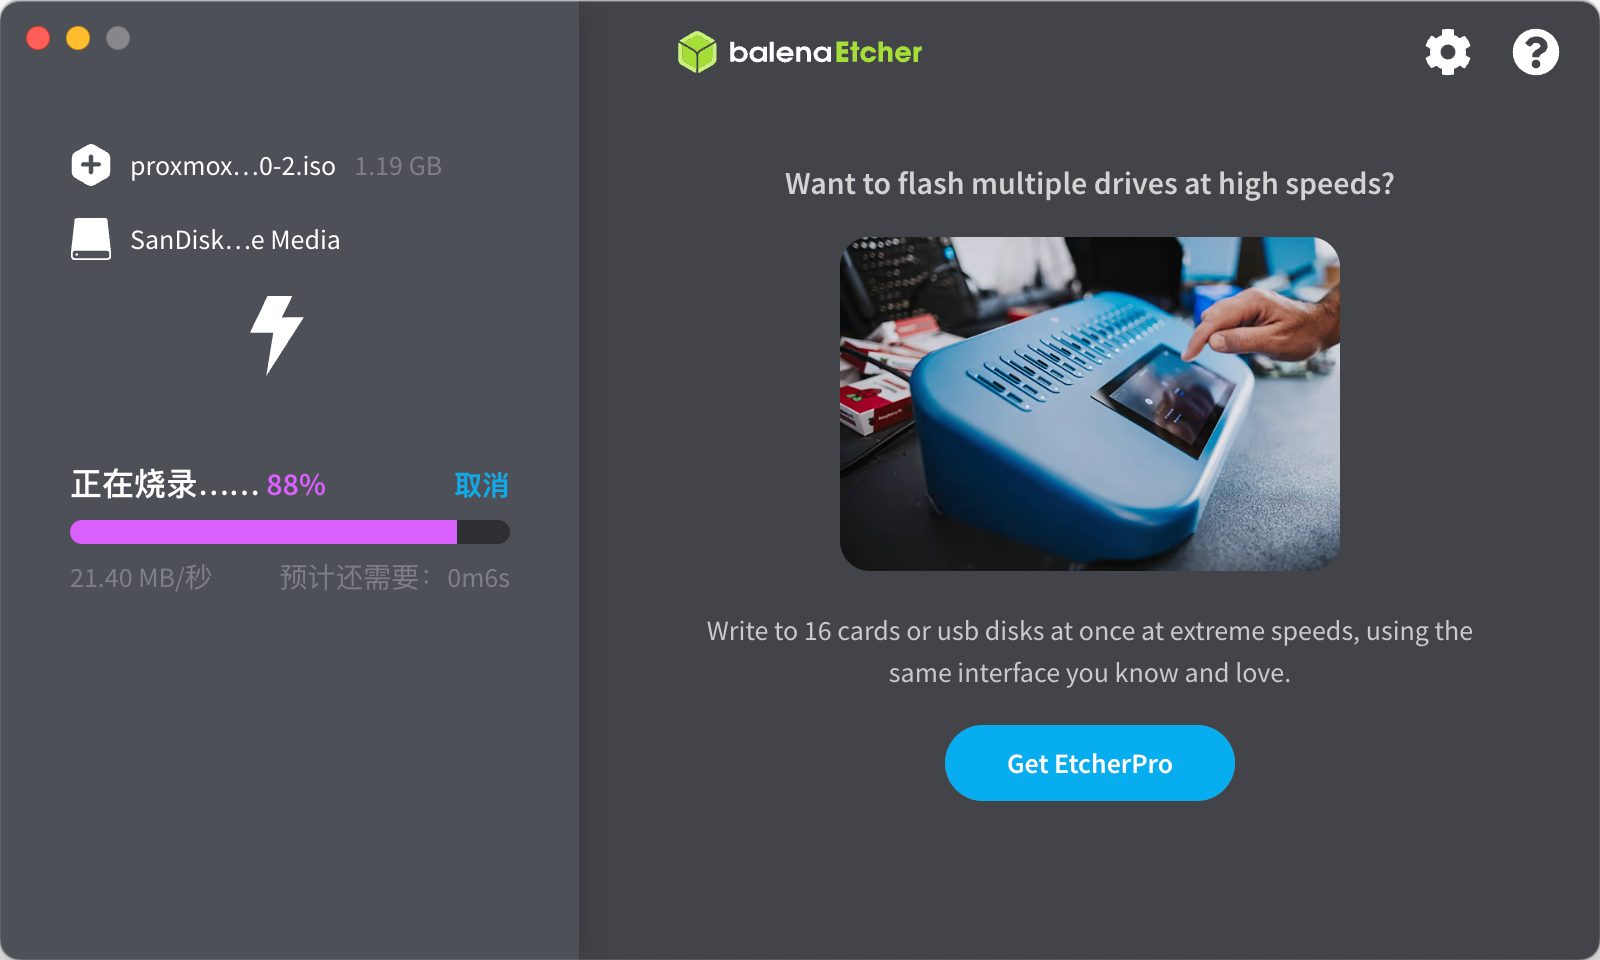 balenaEtcher
proxmox...0-2.iso 1.19 GB
SanDisk...e Media
正在烧录...... 88% 取消
21.40 MB/秒 预计还需要：0m6s
Want to flash multiple drives at high speeds?
Write to 16 cards or usb disks at once at extreme speeds, using the
same interface you know and love.
Get EtcherPro